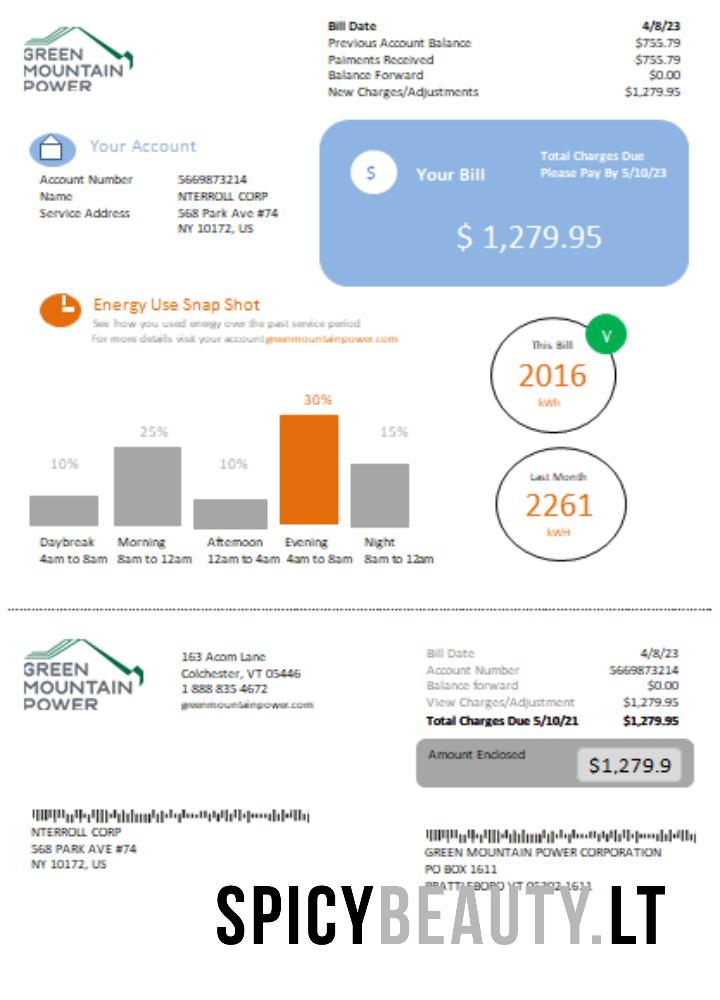 GREEN
MOUNTAIN
POWER
Bill Date 4/8/23
Previous Account Balance $755.79
Paiments Received -$755.79
Balance Forward $0.00
New Charges/Adjustments $1,279.95
Your Account
Account Number 5669873214
Name NTERROLL CORP
Service Address 568 Park Ave #74
NY 10172, US
$ Your Bill
Total Charges Due
Please Pay By 5/10/23
$ 1,279.95
Energy Use Snap Shot
See how you used energy over the past service period
For more details visit your accountgreenmountainpower.com
This Bill
2016
kWh
V
Last Month
2261
kWH
10% 25% 10% 30% 15%
Daybreak Morning Aftemoon Evening Night
4am to 8am 8am to 12am 12am to 4am 4am to 8am 8am to 12am
GREEN
MOUNTAIN
POWER
163 Acom Lane
Colchester, VT 05446
1 888 835 4672
greenmountainpower.com
Bill Date 4/8/23
Account Number 5669873214
Balance forward $0.00
View Charges/Adjustment $1,279.95
Total Charges Due 5/10/21 $1,279.95
Amount Enclosed $1,279.9
NTERROLL CORP
568 PARK AVE #74
NY 10172, US
GREEN MOUNTAIN POWER CORPORATION
PO BOX 1611
BRATTLEBORO VT 05302 1611
SPICYBEAUTY.LT